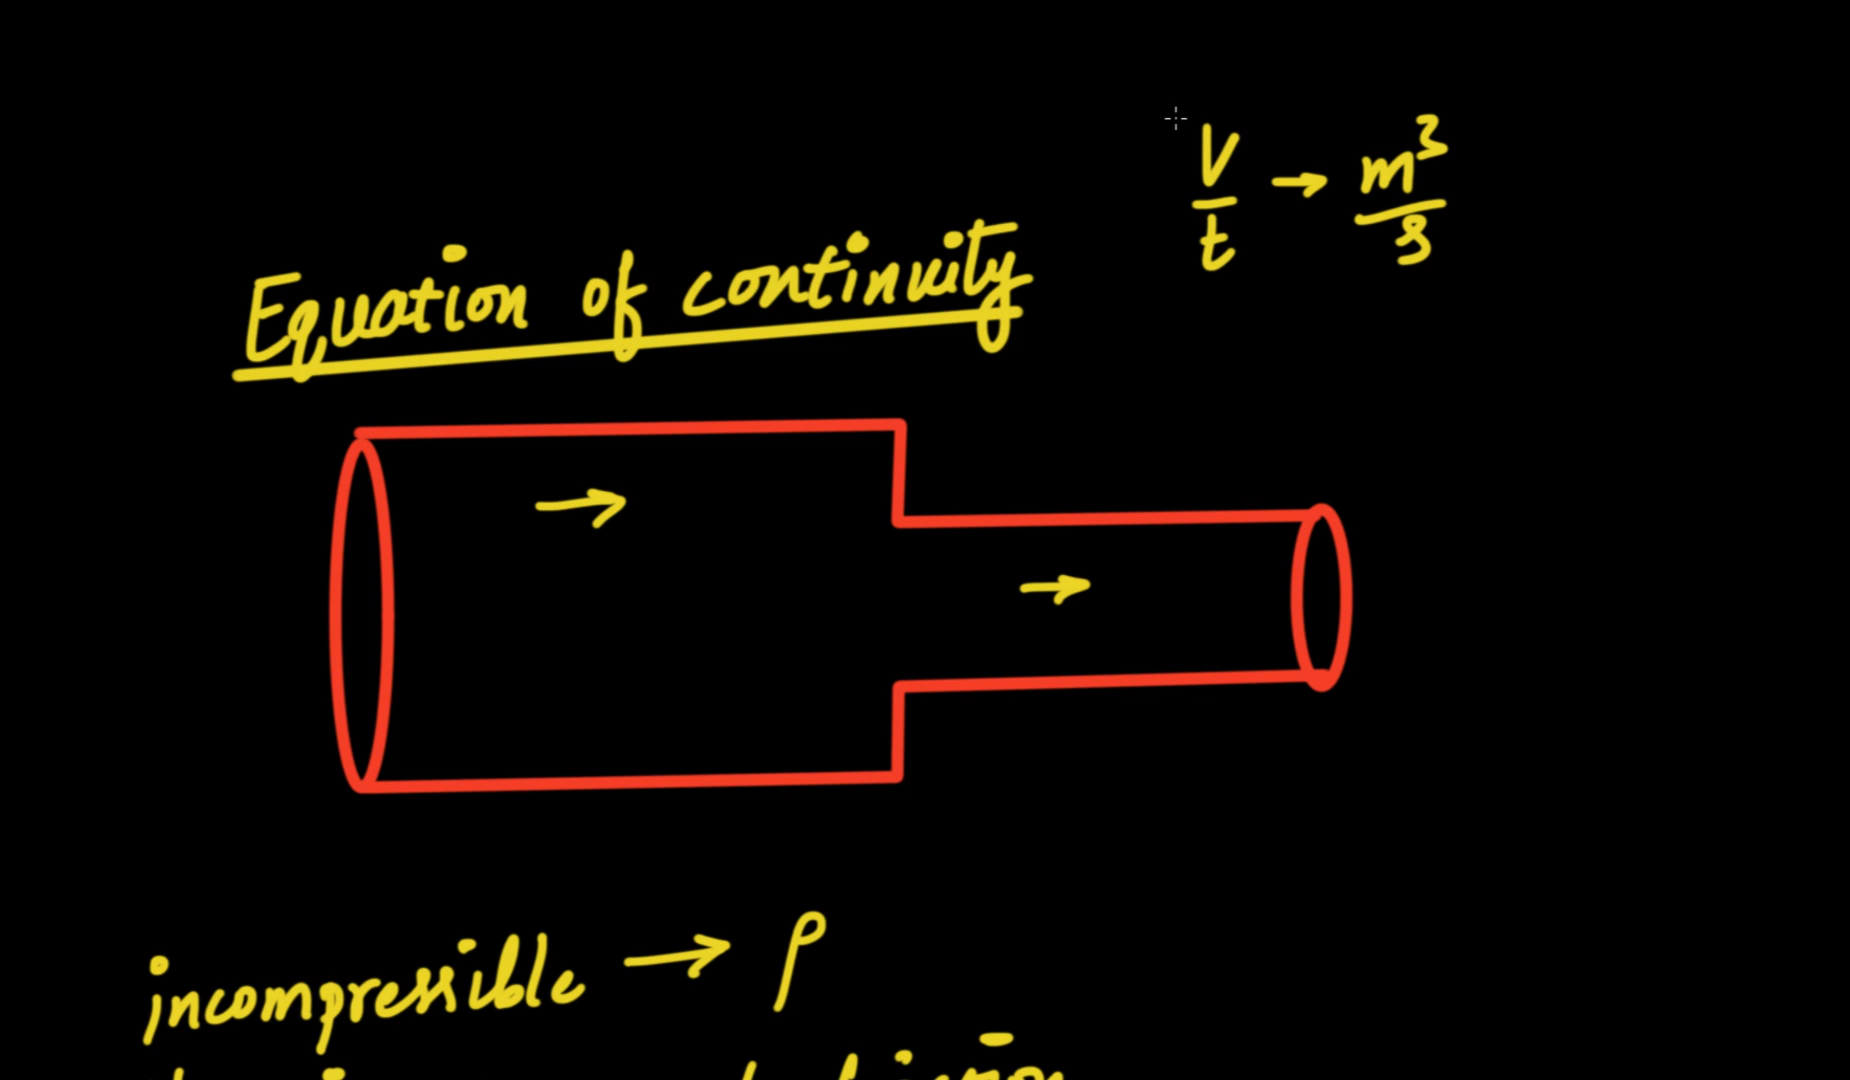 V/t → m³/s
Equation of continuity
incompressible → ρ